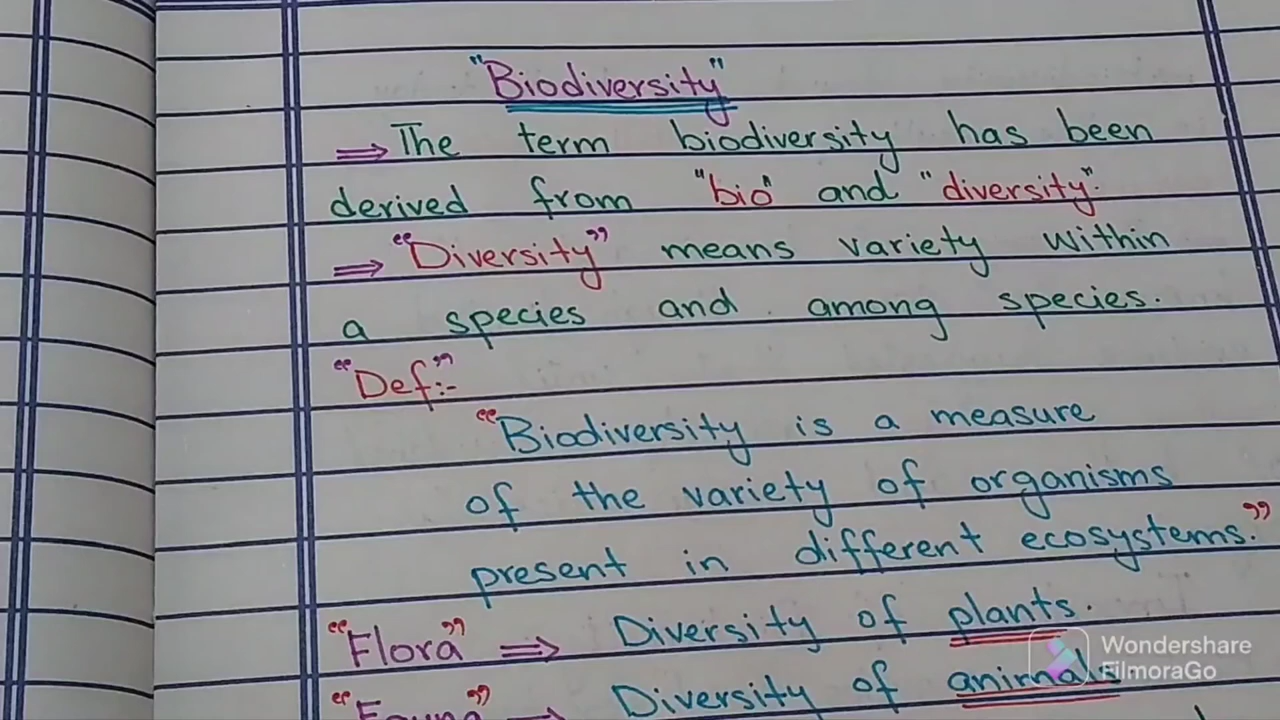 "Biodiversity"
⇒ The term biodiversity has been
derived from "bio" and "diversity".
⇒ "Diversity" means variety within
a species and among species.
"Def":-
"Biodiversity is a measure
of the variety of organisms
present in different ecosystems."
"Flora" ⇒ Diversity of plants.
"Fauna" ⇒ Diversity of animals
Wondershare
FilmoraGo